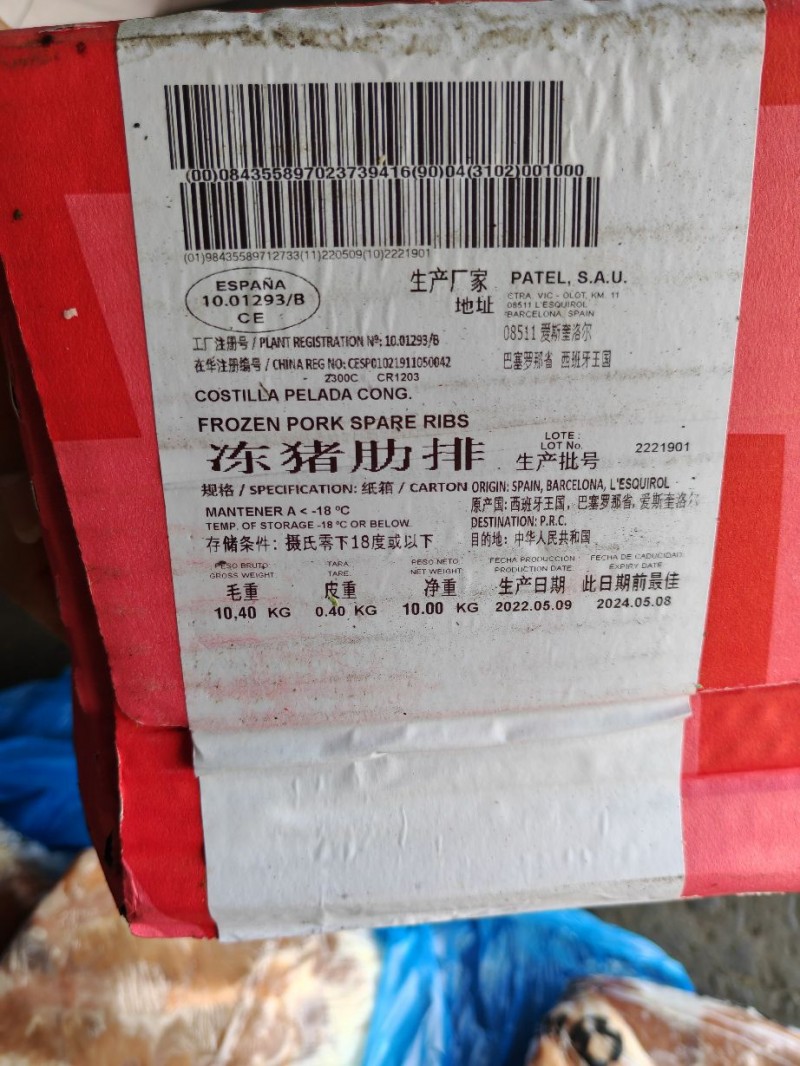 (00)084355897023739416(90)04(3102)001000
(01)98435589712733(11)220509(10)2221901
ESPAÑA
10.01293/B
CE
生产厂家 PATEL, S.A.U.
地址 CTRA. VIC - OLOT, KM. 11
08511 L'ESQUIROL
BARCELONA, SPAIN
08511 爱斯奎洛尔
巴塞罗那省 西班牙王国
工厂注册号 / PLANT REGISTRATION Nº: 10.01293/B
在华注册编号 / CHINA REG NO: CESP01021911050042
2300C CR1203
COSTILLA PELADA CONG.
FROZEN PORK SPARE RIBS
冻猪肋排
LOTE :
LOT No.
生产批号 2221901
规格 / SPECIFICATION: 纸箱 / CARTON
ORIGIN: SPAIN, BARCELONA, L'ESQUIROL
原产国: 西班牙王国, 巴塞罗那省, 爱斯奎洛尔
DESTINATION: P.R.C.
目的地: 中华人民共和国
MANTENER A < -18 ºC
TEMP. OF STORAGE -18 ºC OR BELOW.
存储条件: 摄氏零下18度或以下
PESO BRUTO TARA PESO NETO FECHA PRODUCCION FECHA DE CADUCIDAD
GROSS WEIGHT TARE NET WEIGHT PRODUCTION DATE EXPIRY DATE
毛重 皮重 净重 生产日期 此日期前最佳
10,40 KG 0.40 KG 10.00 KG 2022.05.09 2024.05.08